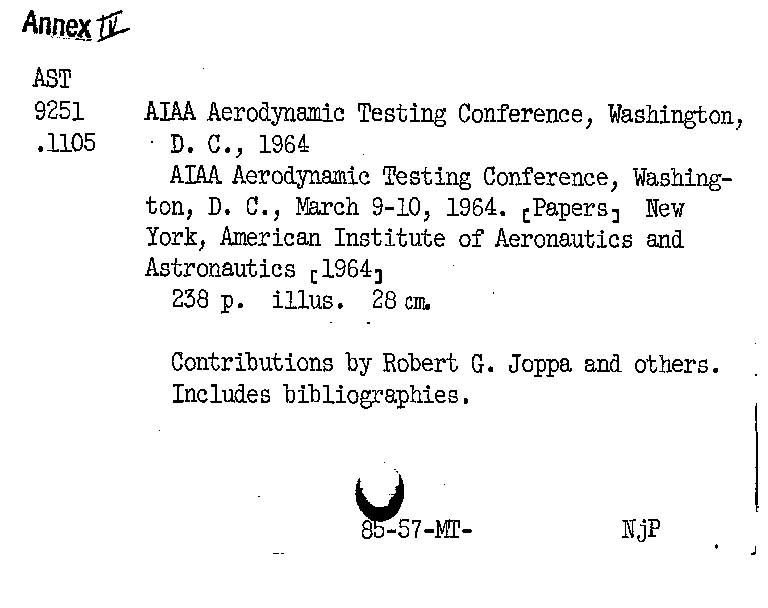 Annex IV
AST
9251 AIAA Aerodynamic Testing Conference, Washington,
.1105 D. C., 1964
AIAA Aerodynamic Testing Conference, Washing-
ton, D. C., March 9-10, 1964. [Papers] New
York, American Institute of Aeronautics and
Astronautics [1964]
238 p. illus. 28 cm.
Contributions by Robert G. Joppa and others.
Includes bibliographies.
85-57-MT- NjP